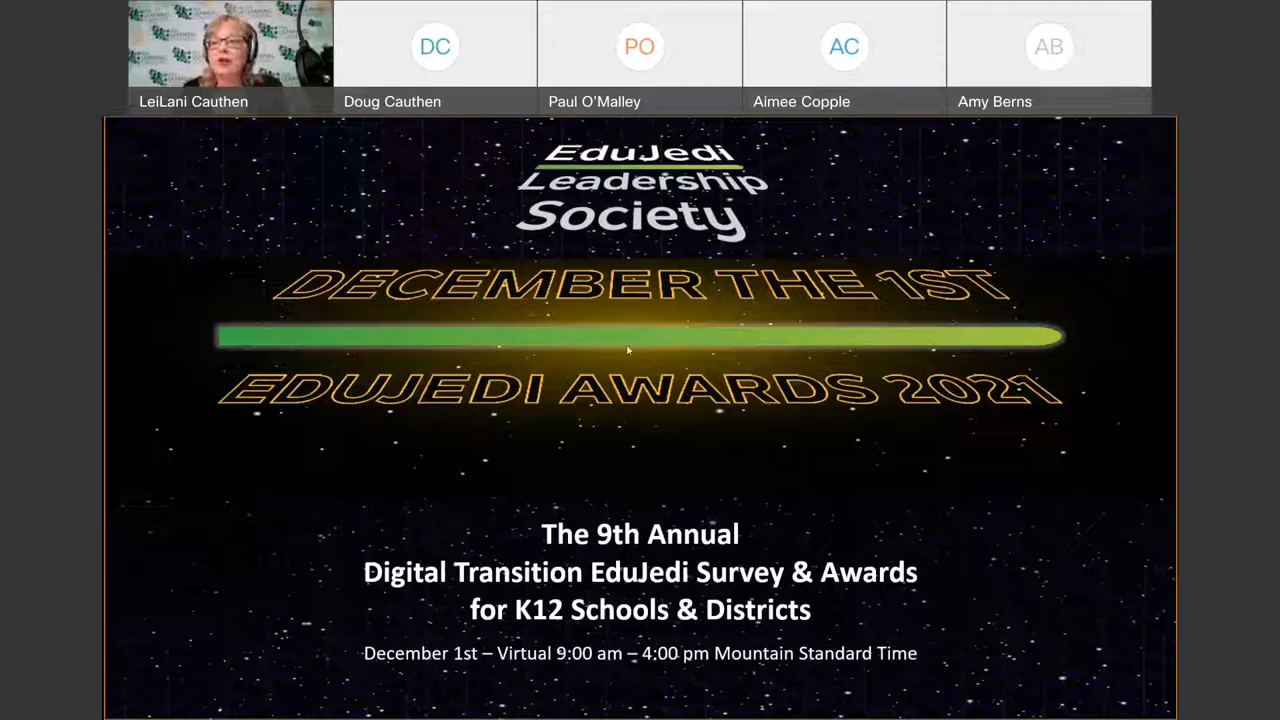 DC
PO
AC
AB
LeiLani Cauthen
Doug Cauthen
Paul O'Malley
Aimee Copple
Amy Berns
EduJedi
Leadership
Society
DECEMBER THE 1ST
EDUJEDI AWARDS 2021
The 9th Annual
Digital Transition EduJedi Survey & Awards
for K12 Schools & Districts
December 1st – Virtual 9:00 am – 4:00 pm Mountain Standard Time